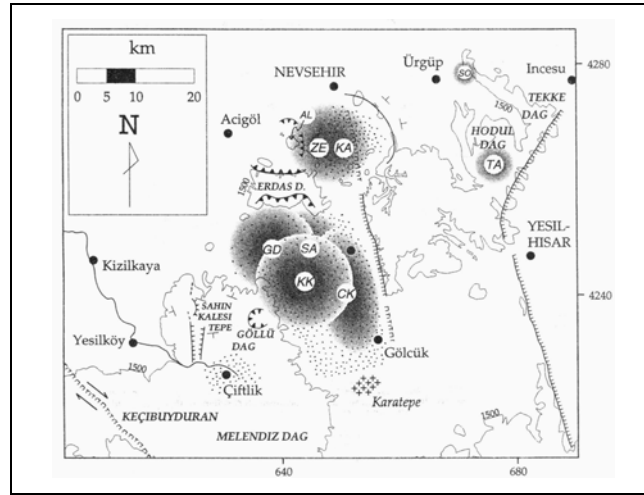 km
0 5 10 20
N
NEVSEHIR
Ürgüp
Incesu
4280
SO
1500
TEKKE
DAG
Acigöl
AL
ZE
KA
HODUL
DAG
TA
1500
ERDAS D.
YESIL-
HISAR
GD
SA
Kizilkaya
KK
CK
4240
SAHIN
KALESI
TEPE
GÖLLÜ
DAG
Yesilköy
Gölcük
1500
Çiftlik
Karatepe
1500
KEÇIBUYDURAN
MELENDIZ DAG
640
680